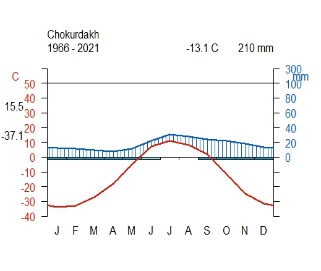 Chokurdakh
1966 - 2021 -13.1 C 210 mm
C 300 mm
50 100
40 80
15.5 30 60
20 40
-37.1 10 20
0 0
-10
-20
-30
-40
J F M A M J J A S O N D